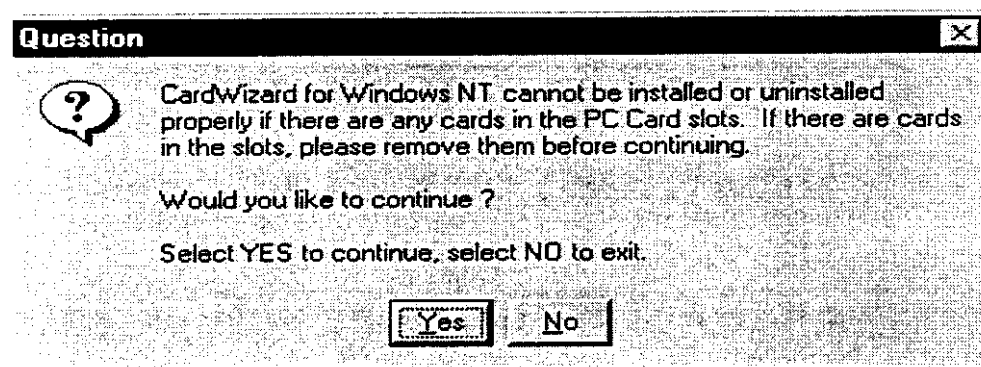 Question
CardWizard for Windows NT cannot be installed or uninstalled
properly if there are any cards in the PC Card slots. If there are cards
in the slots, please remove them before continuing.
Would you like to continue ?
Select YES to continue, select NO to exit.
Yes No